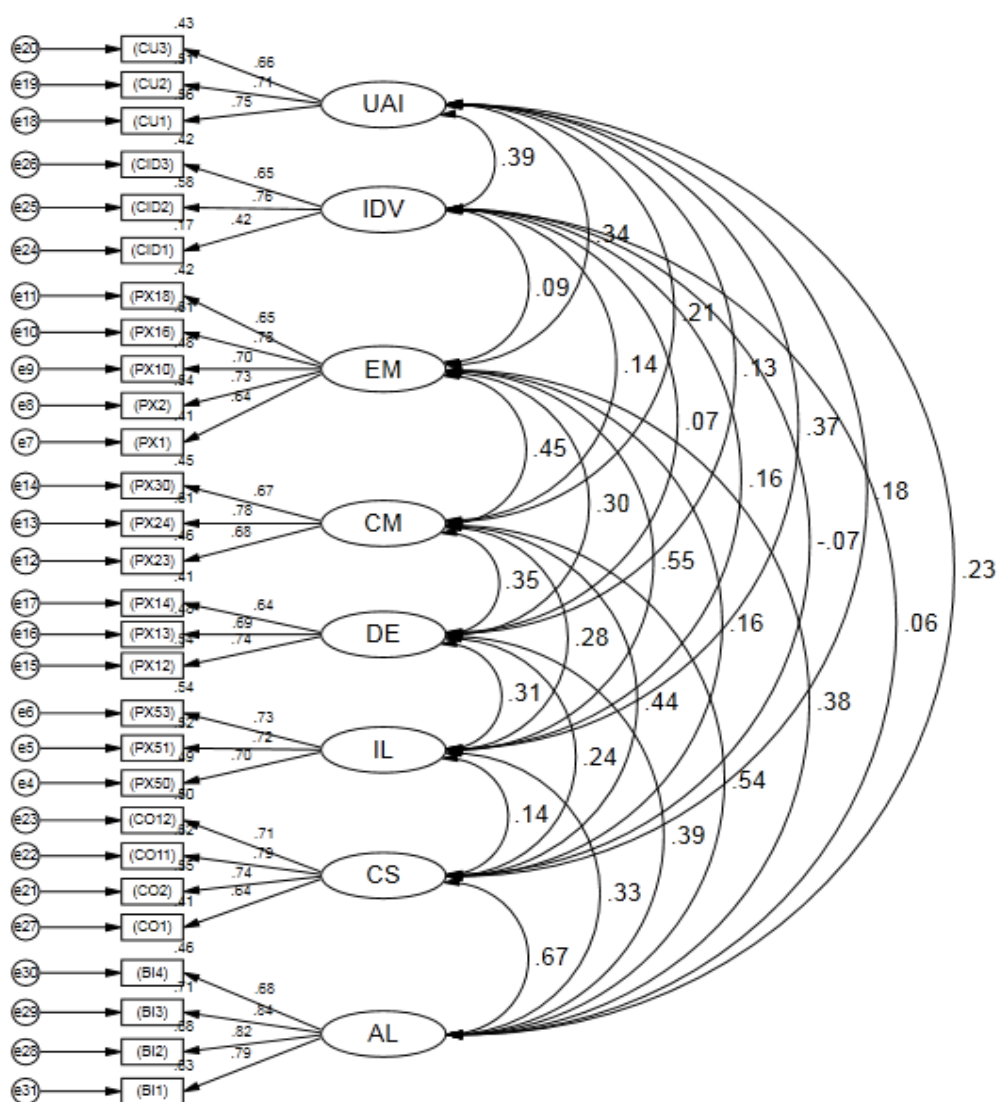 .43
e20 (CU3) .66
.51
e19 (CU2) .71
.56
e18 (CU1) .75
UAI
.42
e26 (CID3) .65
.58
e25 (CID2) .76
.17
e24 (CID1) .42
IDV
.39
.42
e11 (PX18) .65
.61
e10 (PX16) .78
e9 (PX10) .70
.54
e8 (PX2) .73
.41
e7 (PX1) .64
EM
.34
.09
.21
.14
.13
.07
.37
.45
.16
.18
.30
-.07
.55
.23
.45
e14 (PX30) .67
.61
e13 (PX24) .78
.46
e12 (PX23) .68
CM
.35
.16
.06
.28
.41
e17 (PX14) .64
e16 (PX13) .69
.54
e15 (PX12) .74
DE
.31
.44
.38
.24
.54
.54
e6 (PX53) .73
.52
e5 (PX51) .72
.49
e4 (PX50) .70
IL
.14
.39
.33
.50
e23 (CO12) .71
.62
e22 (CO11) .79
.55
e21 (CO2) .74
.41
e27 (CO1) .64
CS
.67
.46
e30 (BI4) .68
.71
e29 (BI3) .84
.68
e28 (BI2) .82
.63
e31 (BI1) .79
AL